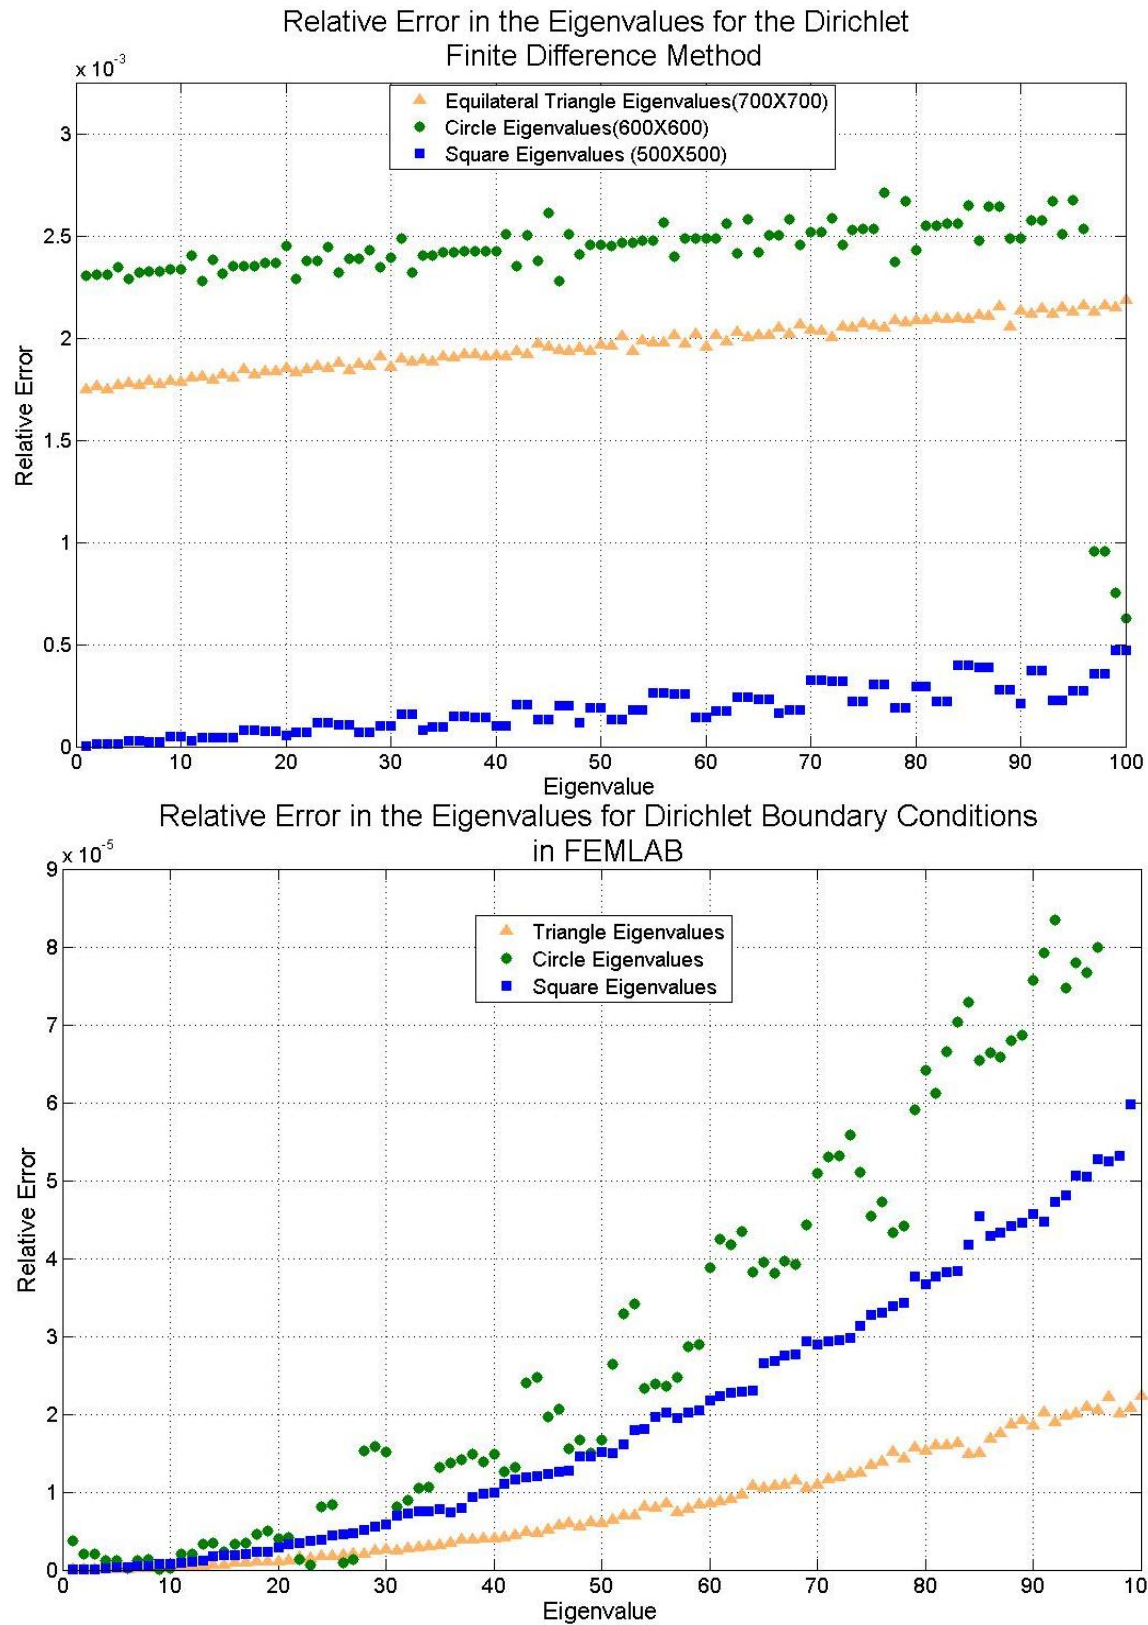 Relative Error in the Eigenvalues for the Dirichlet
Finite Difference Method
x 10-3
Equilateral Triangle Eigenvalues(700X700)
Circle Eigenvalues(600X600)
Square Eigenvalues (500X500)
3
2.5
2
1.5
1
0.5
0
Relative Error
0 10 20 30 40 50 60 70 80 90 100
Eigenvalue
Relative Error in the Eigenvalues for Dirichlet Boundary Conditions
in FEMLAB
x 10-5
Triangle Eigenvalues
Circle Eigenvalues
Square Eigenvalues
9
8
7
6
5
4
3
2
1
0
Relative Error
0 10 20 30 40 50 60 70 80 90 10
Eigenvalue